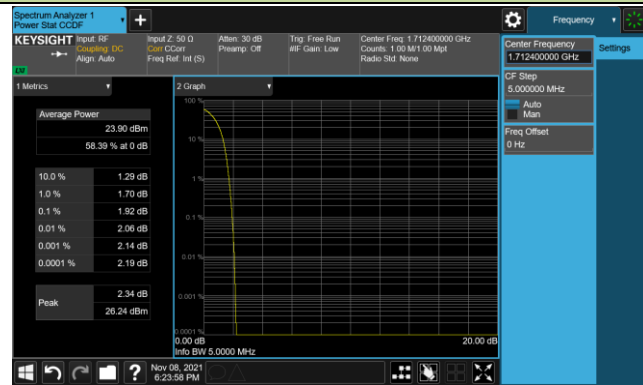 Spectrum Analyzer 1
Power Stat CCDF
Frequency
KEYSIGHT
Input: RF
Coupling: DC
Align: Auto
Input Z: 50 Ω
Corr CCorr
Freq Ref: Int (S)
Atten: 30 dB
Preamp: Off
Trig: Free Run
#IF Gain: Low
Center Freq: 1.712400000 GHz
Counts: 1.00 M/1.00 Mpt
Radio Std: None
Center Frequency
1.712400000 GHz
Settings
CF Step
5.000000 MHz
Auto
Man
Freq Offset
0 Hz
1 Metrics
Average Power
23.90 dBm
58.39 % at 0 dB
10.0 % 1.29 dB
1.0 % 1.70 dB
0.1 % 1.92 dB
0.01 % 2.06 dB
0.001 % 2.14 dB
0.0001 % 2.19 dB
Peak
2.34 dB
26.24 dBm
2 Graph
100 %
10 %
1 %
0.1 %
0.01 %
0.001 %
0.0001 %
0.00 dB
20.00 dB
Info BW 5.0000 MHz
?
Nov 08, 2021
6:23:58 PM